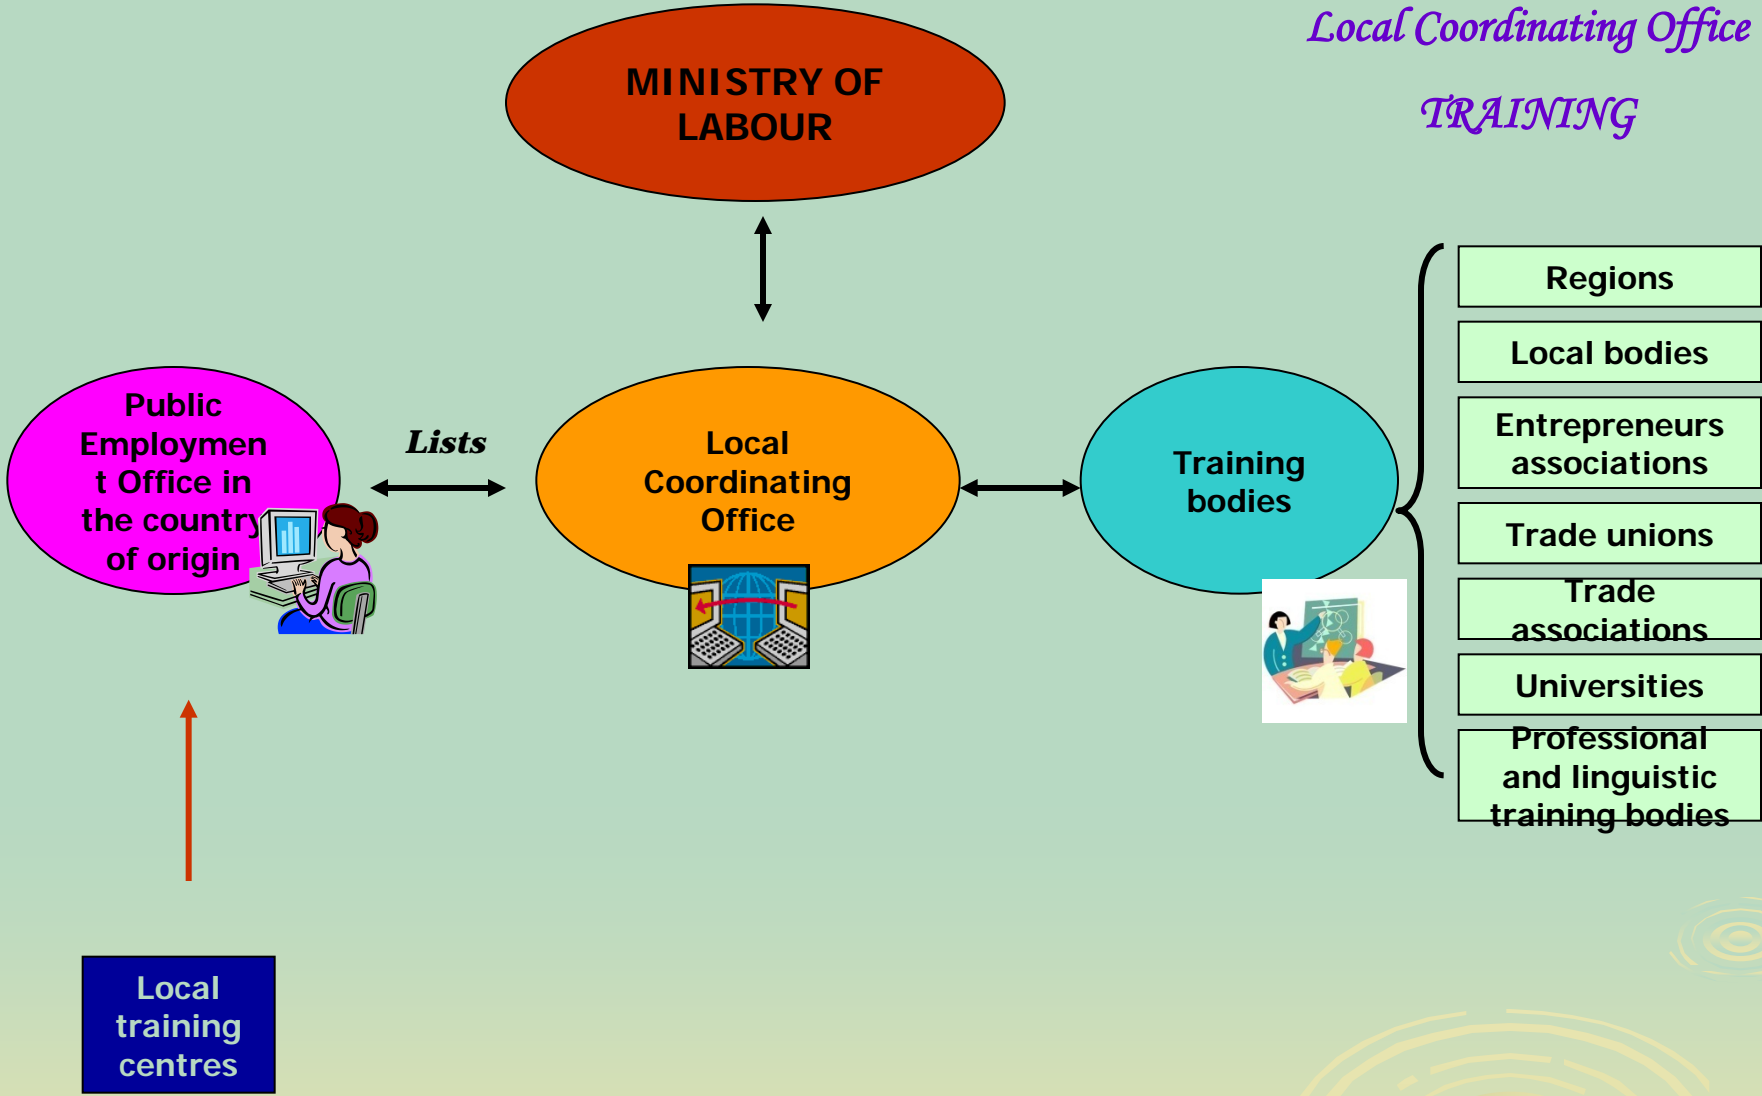 Local Coordinating Office
TRAINING
MINISTRY OF
LABOUR
Public
Employmen
t Office in
the country
of origin
Lists
Local
Coordinating
Office
Training
bodies
Regions
Local bodies
Entrepreneurs
associations
Trade unions
Trade
associations
Universities
Professional
and linguistic
training bodies
Local
training
centres